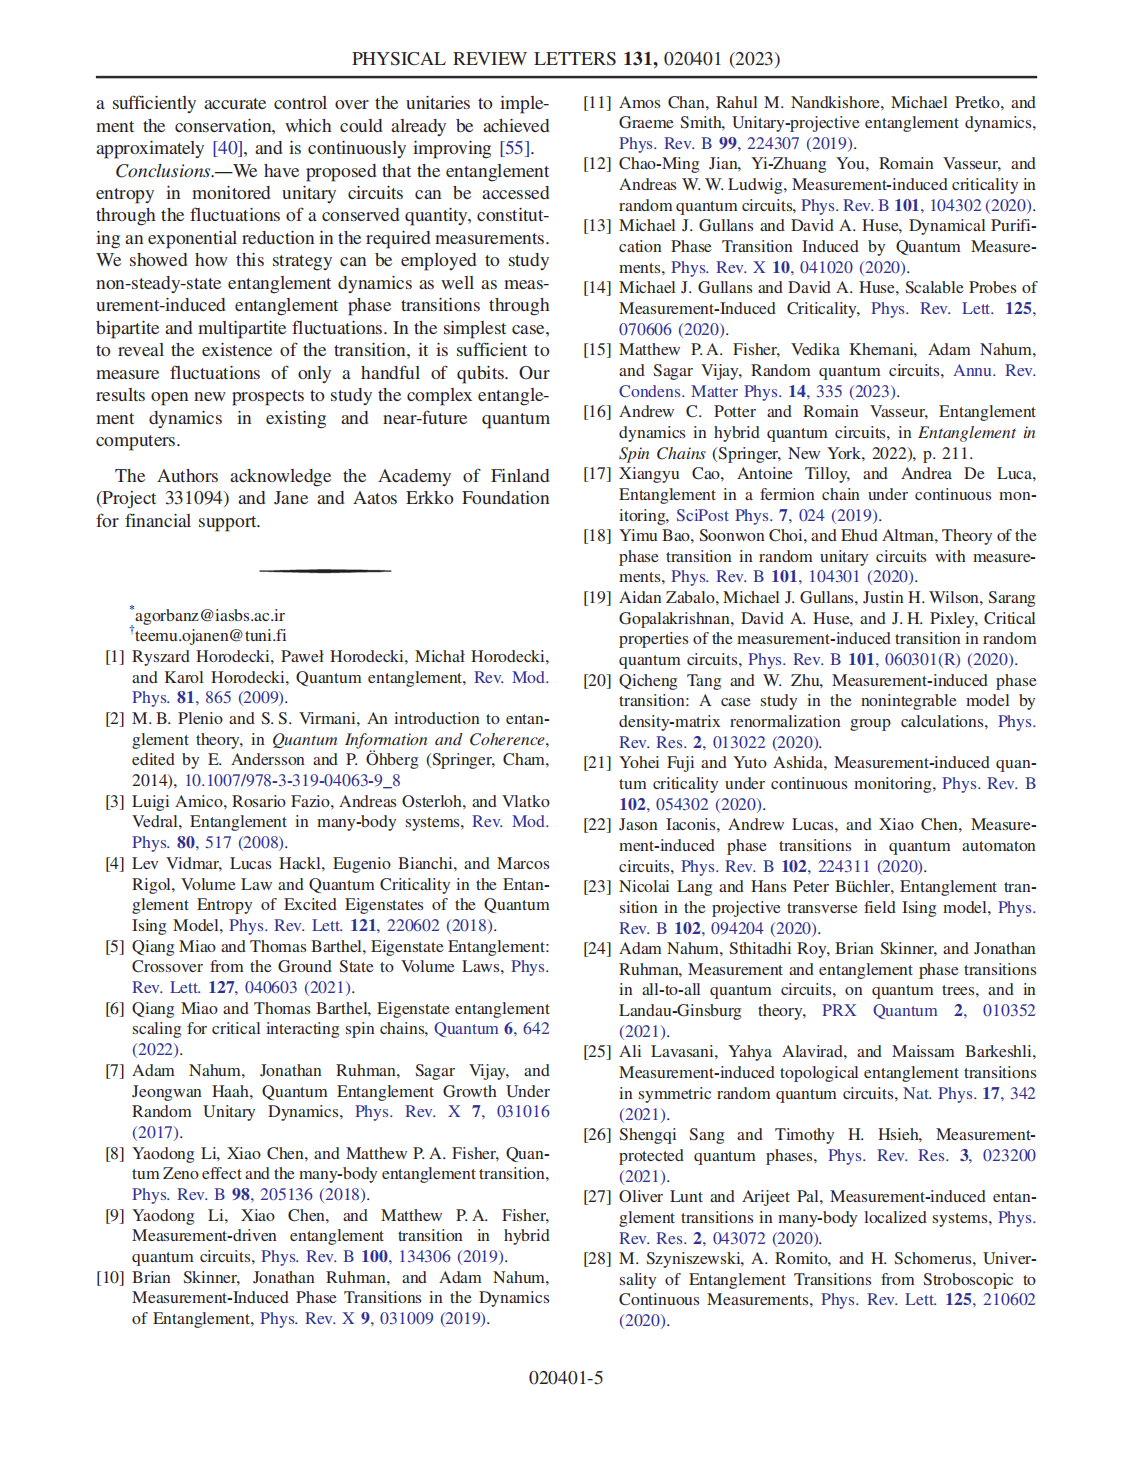 PHYSICAL REVIEW LETTERS 131, 020401 (2023)
a sufficiently accurate control over the unitaries to imple-
ment the conservation, which could already be achieved
approximately [40], and is continuously improving [55].
Conclusions.—We have proposed that the entanglement
entropy in monitored unitary circuits can be accessed
through the fluctuations of a conserved quantity, constitut-
ing an exponential reduction in the required measurements.
We showed how this strategy can be employed to study
non-steady-state entanglement dynamics as well as meas-
urement-induced entanglement phase transitions through
bipartite and multipartite fluctuations. In the simplest case,
to reveal the existence of the transition, it is sufficient to
measure fluctuations of only a handful of qubits. Our
results open new prospects to study the complex entangle-
ment dynamics in existing and near-future quantum
computers.
The Authors acknowledge the Academy of Finland
(Project 331094) and Jane and Aatos Erkko Foundation
for financial support.
*agorbanz@iasbs.ac.ir
†teemu.ojanen@tuni.fi
[1] Ryszard Horodecki, Paweł Horodecki, Michał Horodecki,
and Karol Horodecki, Quantum entanglement, Rev. Mod.
Phys. 81, 865 (2009).
[2] M. B. Plenio and S. S. Virmani, An introduction to entan-
glement theory, in Quantum Information and Coherence,
edited by E. Andersson and P. Öhberg (Springer, Cham,
2014), 10.1007/978-3-319-04063-9_8
[3] Luigi Amico, Rosario Fazio, Andreas Osterloh, and Vlatko
Vedral, Entanglement in many-body systems, Rev. Mod.
Phys. 80, 517 (2008).
[4] Lev Vidmar, Lucas Hackl, Eugenio Bianchi, and Marcos
Rigol, Volume Law and Quantum Criticality in the Entan-
glement Entropy of Excited Eigenstates of the Quantum
Ising Model, Phys. Rev. Lett. 121, 220602 (2018).
[5] Qiang Miao and Thomas Barthel, Eigenstate Entanglement:
Crossover from the Ground State to Volume Laws, Phys.
Rev. Lett. 127, 040603 (2021).
[6] Qiang Miao and Thomas Barthel, Eigenstate entanglement
scaling for critical interacting spin chains, Quantum 6, 642
(2022).
[7] Adam Nahum, Jonathan Ruhman, Sagar Vijay, and
Jeongwan Haah, Quantum Entanglement Growth Under
Random Unitary Dynamics, Phys. Rev. X 7, 031016
(2017).
[8] Yaodong Li, Xiao Chen, and Matthew P. A. Fisher, Quan-
tum Zeno effect and the many-body entanglement transition,
Phys. Rev. B 98, 205136 (2018).
[9] Yaodong Li, Xiao Chen, and Matthew P. A. Fisher,
Measurement-driven entanglement transition in hybrid
quantum circuits, Phys. Rev. B 100, 134306 (2019).
[10] Brian Skinner, Jonathan Ruhman, and Adam Nahum,
Measurement-Induced Phase Transitions in the Dynamics
of Entanglement, Phys. Rev. X 9, 031009 (2019).
[11] Amos Chan, Rahul M. Nandkishore, Michael Pretko, and
Graeme Smith, Unitary-projective entanglement dynamics,
Phys. Rev. B 99, 224307 (2019).
[12] Chao-Ming Jian, Yi-Zhuang You, Romain Vasseur, and
Andreas W. W. Ludwig, Measurement-induced criticality in
random quantum circuits, Phys. Rev. B 101, 104302 (2020).
[13] Michael J. Gullans and David A. Huse, Dynamical Purifi-
cation Phase Transition Induced by Quantum Measure-
ments, Phys. Rev. X 10, 041020 (2020).
[14] Michael J. Gullans and David A. Huse, Scalable Probes of
Measurement-Induced Criticality, Phys. Rev. Lett. 125,
070606 (2020).
[15] Matthew P. A. Fisher, Vedika Khemani, Adam Nahum,
and Sagar Vijay, Random quantum circuits, Annu. Rev.
Condens. Matter Phys. 14, 335 (2023).
[16] Andrew C. Potter and Romain Vasseur, Entanglement
dynamics in hybrid quantum circuits, in Entanglement in
Spin Chains (Springer, New York, 2022), p. 211.
[17] Xiangyu Cao, Antoine Tilloy, and Andrea De Luca,
Entanglement in a fermion chain under continuous mon-
itoring, SciPost Phys. 7, 024 (2019).
[18] Yimu Bao, Soonwon Choi, and Ehud Altman, Theory of the
phase transition in random unitary circuits with measure-
ments, Phys. Rev. B 101, 104301 (2020).
[19] Aidan Zabalo, Michael J. Gullans, Justin H. Wilson, Sarang
Gopalakrishnan, David A. Huse, and J. H. Pixley, Critical
properties of the measurement-induced transition in random
quantum circuits, Phys. Rev. B 101, 060301(R) (2020).
[20] Qicheng Tang and W. Zhu, Measurement-induced phase
transition: A case study in the nonintegrable model by
density-matrix renormalization group calculations, Phys.
Rev. Res. 2, 013022 (2020).
[21] Yohei Fuji and Yuto Ashida, Measurement-induced quan-
tum criticality under continuous monitoring, Phys. Rev. B
102, 054302 (2020).
[22] Jason Iaconis, Andrew Lucas, and Xiao Chen, Measure-
ment-induced phase transitions in quantum automaton
circuits, Phys. Rev. B 102, 224311 (2020).
[23] Nicolai Lang and Hans Peter Büchler, Entanglement tran-
sition in the projective transverse field Ising model, Phys.
Rev. B 102, 094204 (2020).
[24] Adam Nahum, Sthitadhi Roy, Brian Skinner, and Jonathan
Ruhman, Measurement and entanglement phase transitions
in all-to-all quantum circuits, on quantum trees, and in
Landau-Ginsburg theory, PRX Quantum 2, 010352
(2021).
[25] Ali Lavasani, Yahya Alavirad, and Maissam Barkeshli,
Measurement-induced topological entanglement transitions
in symmetric random quantum circuits, Nat. Phys. 17, 342
(2021).
[26] Shengqi Sang and Timothy H. Hsieh, Measurement-
protected quantum phases, Phys. Rev. Res. 3, 023200
(2021).
[27] Oliver Lunt and Arijeet Pal, Measurement-induced entan-
glement transitions in many-body localized systems, Phys.
Rev. Res. 2, 043072 (2020).
[28] M. Szyniszewski, A. Romito, and H. Schomerus, Univer-
sality of Entanglement Transitions from Stroboscopic to
Continuous Measurements, Phys. Rev. Lett. 125, 210602
(2020).
020401-5